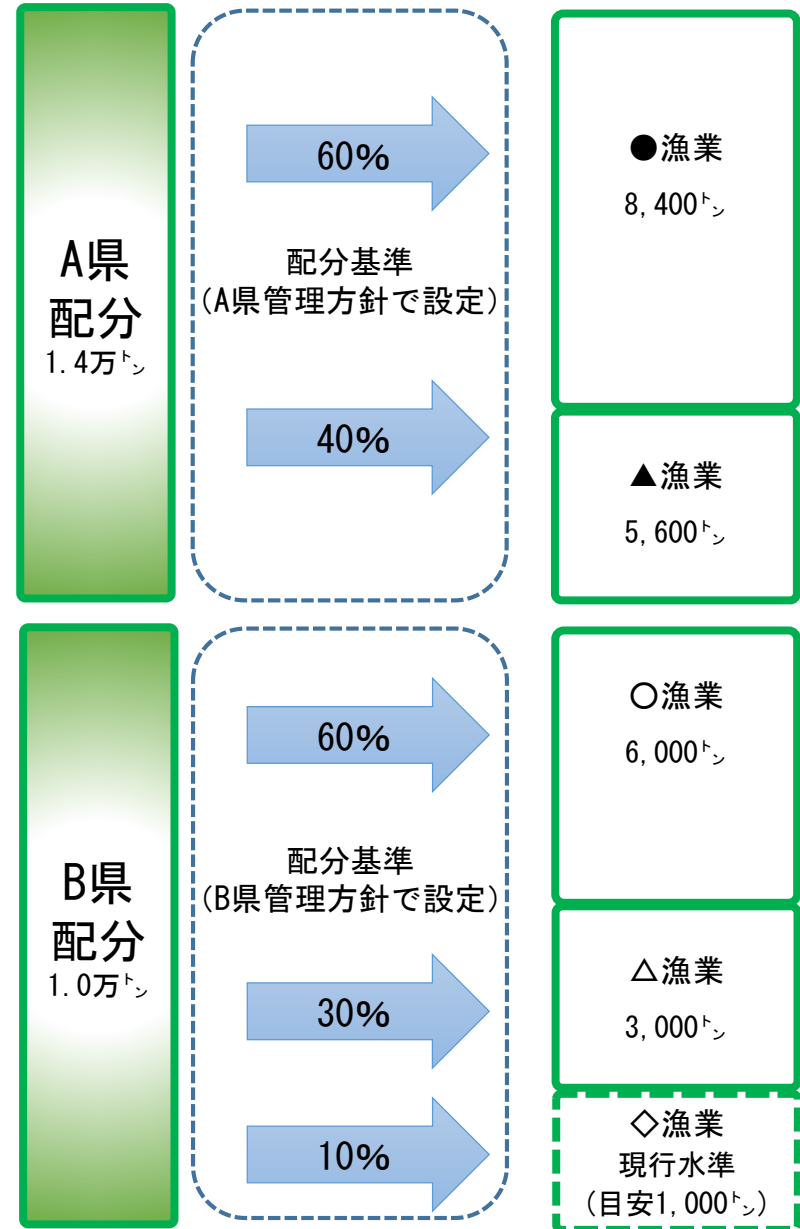 A県
配分
1.4万トン
60%
配分基準
(A県管理方針で設定)
40%
●漁業
8,400トン
▲漁業
5,600トン
B県
配分
1.0万トン
60%
配分基準
(B県管理方針で設定)
30%
10%
○漁業
6,000トン
△漁業
3,000トン
◇漁業
現行水準
(目安1,000トン)